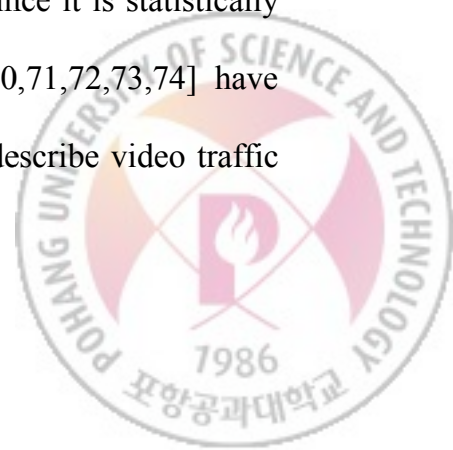 ince it is statistically
0,71,72,73,74] have
describe video traffic
POHANG UNIVERSITY OF SCIENCE AND TECHNOLOGY
1986
포항공과대학교